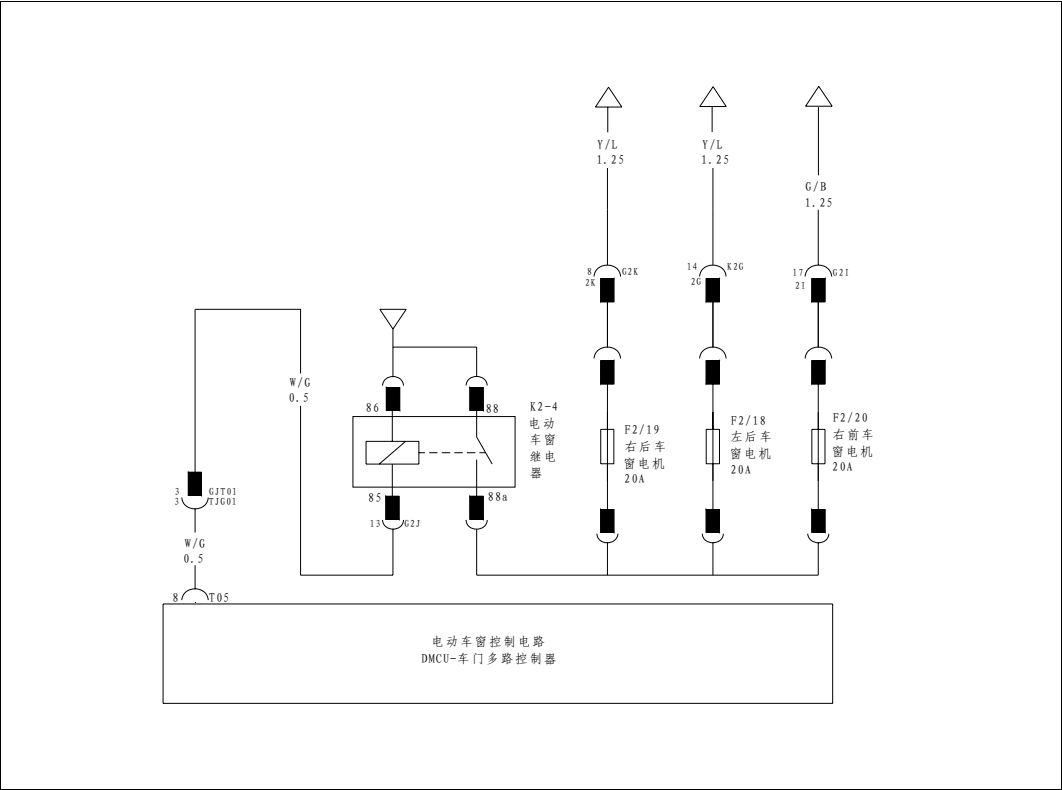 Y/L
1.25
Y/L
1.25
G/B
1.25
8 G2K
2K
14 K2G
2G
17 G2I
2I
W/G
0.5
86
88
K2-4
电动
车窗
继电
器
F2/19
右后车
窗电机
20A
F2/18
左后车
窗电机
20A
F2/20
右前车
窗电机
20A
85
88a
13 G2J
3 GJT01
3 TJG01
W/G
0.5
8 T05
电动车窗控制电路
DMCU-车门多路控制器